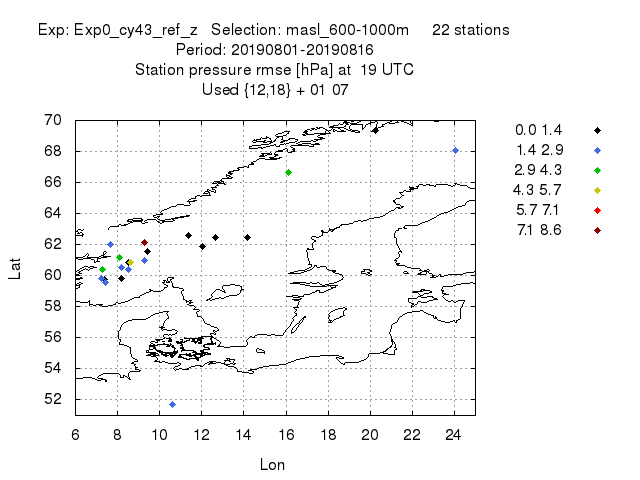 Exp: Exp0_cy43_ref_z Selection: masl_600-1000m 22 stations
Period: 20190801-20190816
Station pressure rmse [hPa] at 19 UTC
Used {12,18} + 01 07
70
68
66
64
62
60
58
56
54
52
Lat
6 8 10 12 14 16 18 20 22 24
Lon
0.0 1.4
1.4 2.9
2.9 4.3
4.3 5.7
5.7 7.1
7.1 8.6